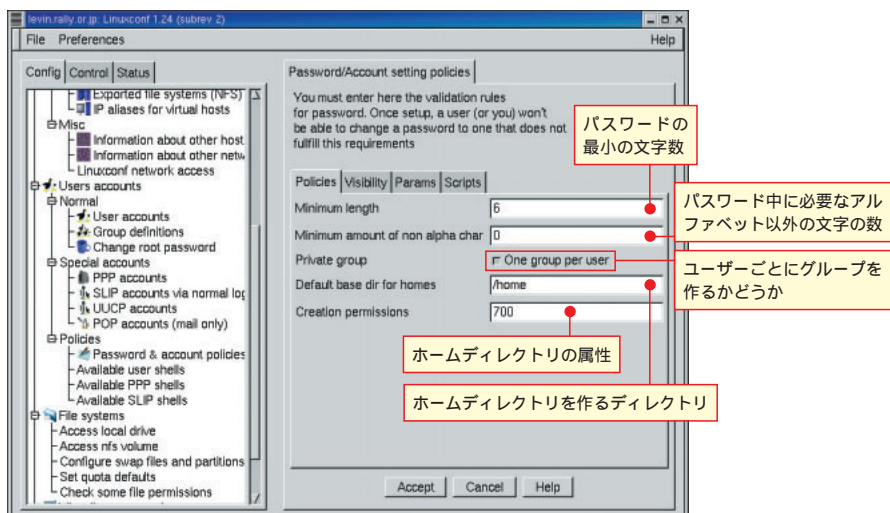 levin.rally.or.jp: Linuxconf 1.24 (subrev 2)
File Preferences Help
Config Control Status
Exported file systems (NFS)
IP aliases for virtual hosts
Misc
Information about other host
Information about other netw
Linuxconf network access
Users accounts
Normal
User accounts
Group definitions
Change root password
Special accounts
PPP accounts
SLIP accounts via normal log
UUCP accounts
POP accounts (mail only)
Policies
Password & account policies
Available user shells
Available PPP shells
Available SLIP shells
File systems
Access local drive
Access nfs volume
Configure swap files and partitions
Set quota defaults
Check some file permissions
Password/Account setting policies
You must enter here the validation rules
for password. Once setup, a user (or you) won't
be able to change a password to one that does not
fullfill this requirements
パスワードの
最小の文字数
Policies Visibility Params Scripts
Minimum length 6
Minimum amount of non alpha char 0
パスワード中に必要なアル
ファベット以外の文字の数
Private group One group per user
ユーザーごとにグループを
作るかどうか
Default base dir for homes /home
Creation permissions 700
ホームディレクトリの属性
ホームディレクトリを作るディレクトリ
Accept Cancel Help